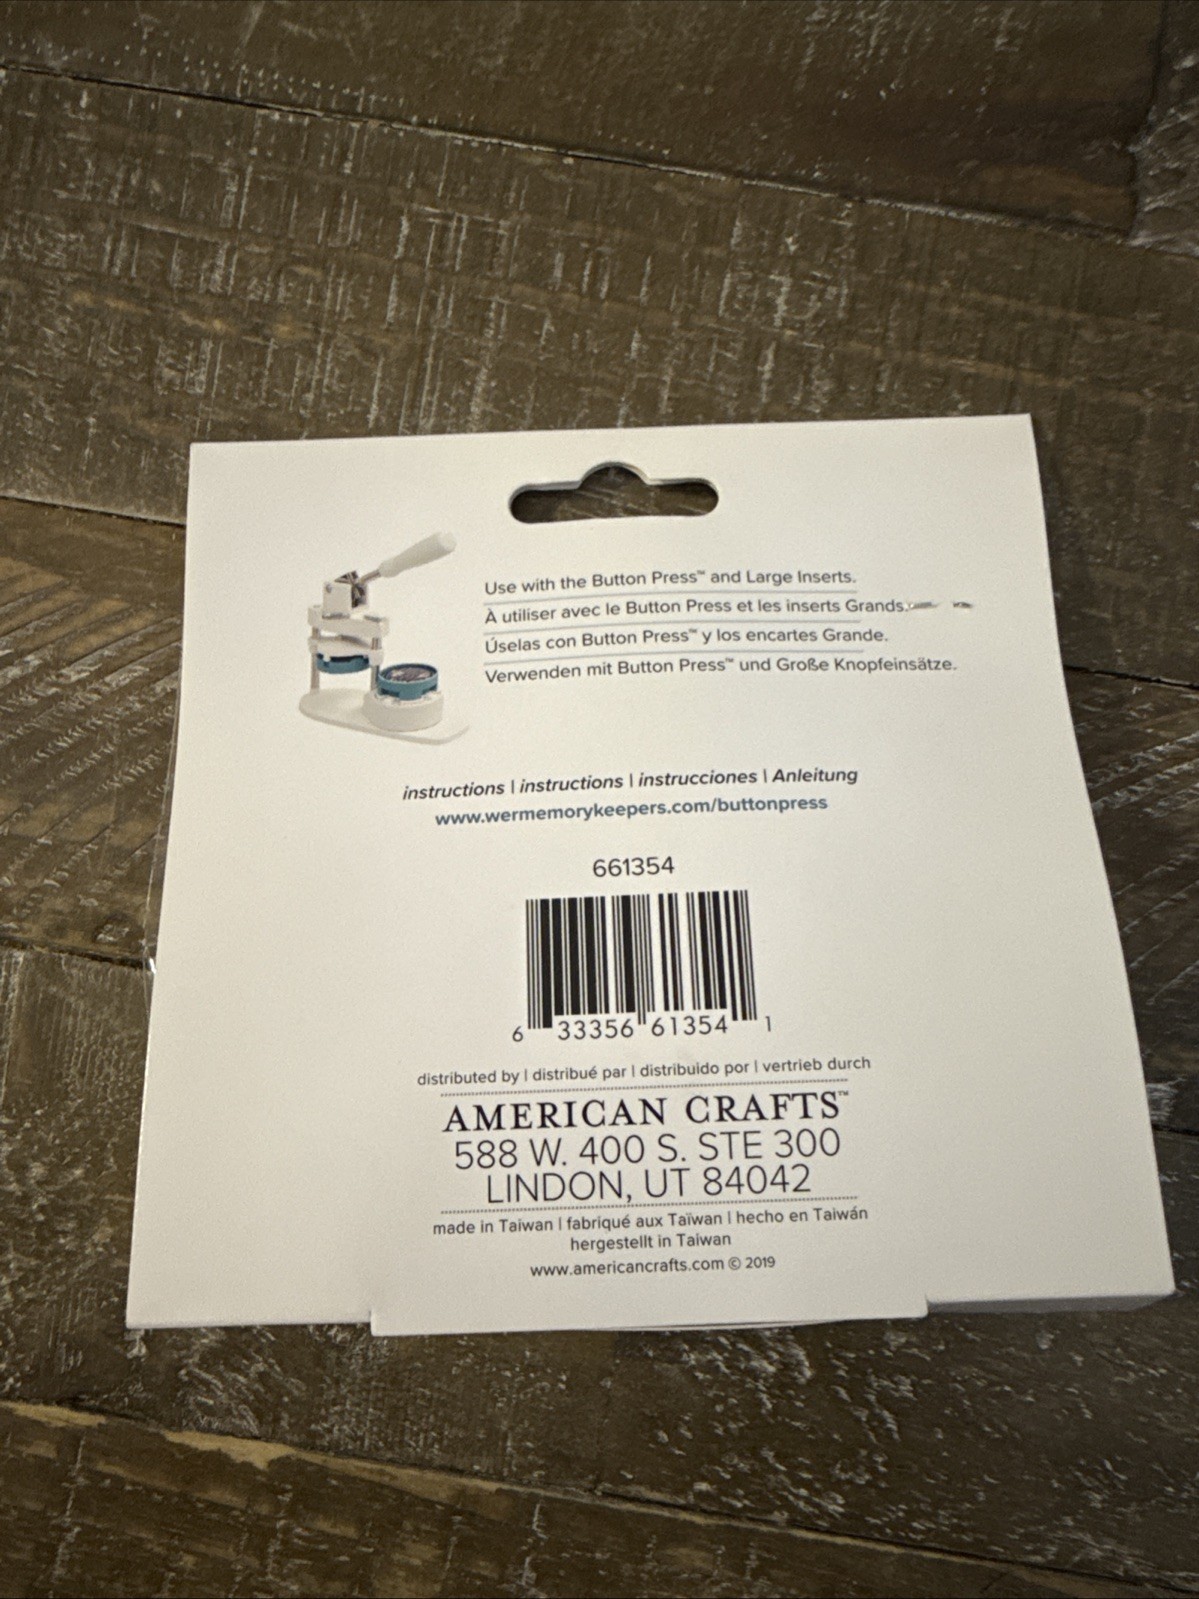 Use with the Button Press™ and Large Inserts.
À utiliser avec le Button Press et les inserts Grands.
Úselas con Button Press™ y los encartes Grande.
Verwenden mit Button Press™ und Große Knopfeinsätze.
instructions | instructions | instrucciones | Anleitung
www.wermemorykeepers.com/buttonpress
661354
6 33356 61354 1
distributed by | distribué par | distribuido por | vertrieb durch
AMERICAN CRAFTS™
588 W. 400 S. STE 300
LINDON, UT 84042
made in Taiwan | fabriqué aux Taïwan | hecho en Taiwán
hergestellt in Taiwan
www.americancrafts.com © 2019